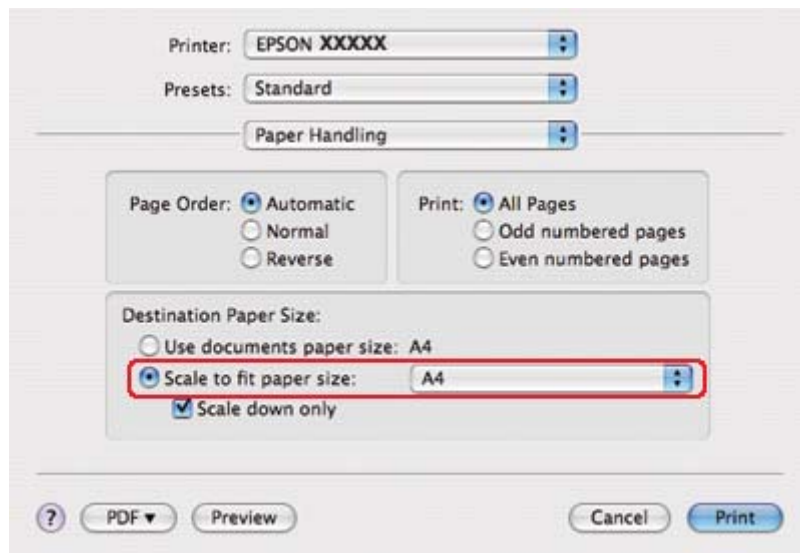 Printer: EPSON XXXXX
Presets: Standard
Paper Handling
Page Order: Automatic
Normal
Reverse
Print: All Pages
Odd numbered pages
Even numbered pages
Destination Paper Size:
Use documents paper size: A4
Scale to fit paper size: A4
Scale down only
? PDF▼ Preview Cancel Print